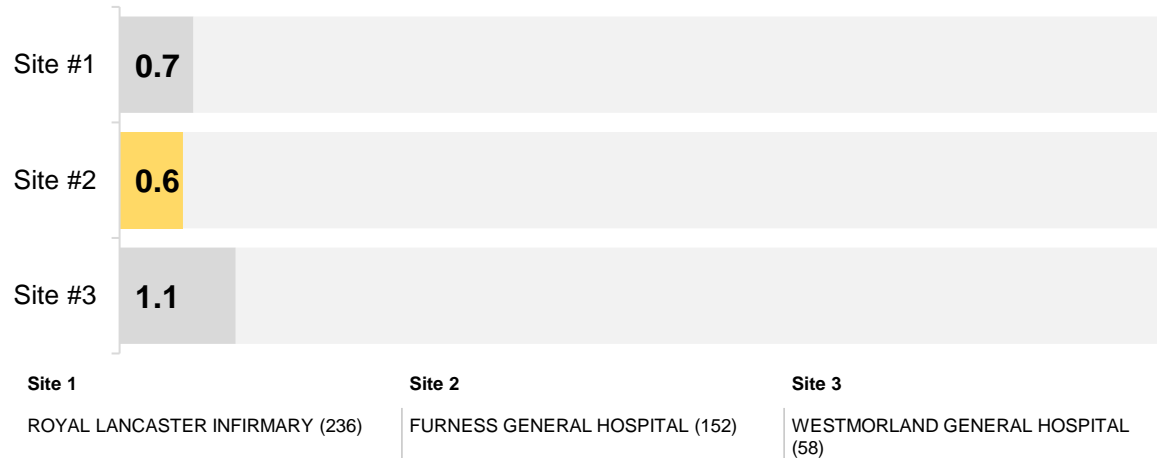 Site #1 0.7
Site #2 0.6
Site #3 1.1
Site 1 Site 2 Site 3
ROYAL LANCASTER INFIRMARY (236) FURNESS GENERAL HOSPITAL (152) WESTMORLAND GENERAL HOSPITAL
(58)